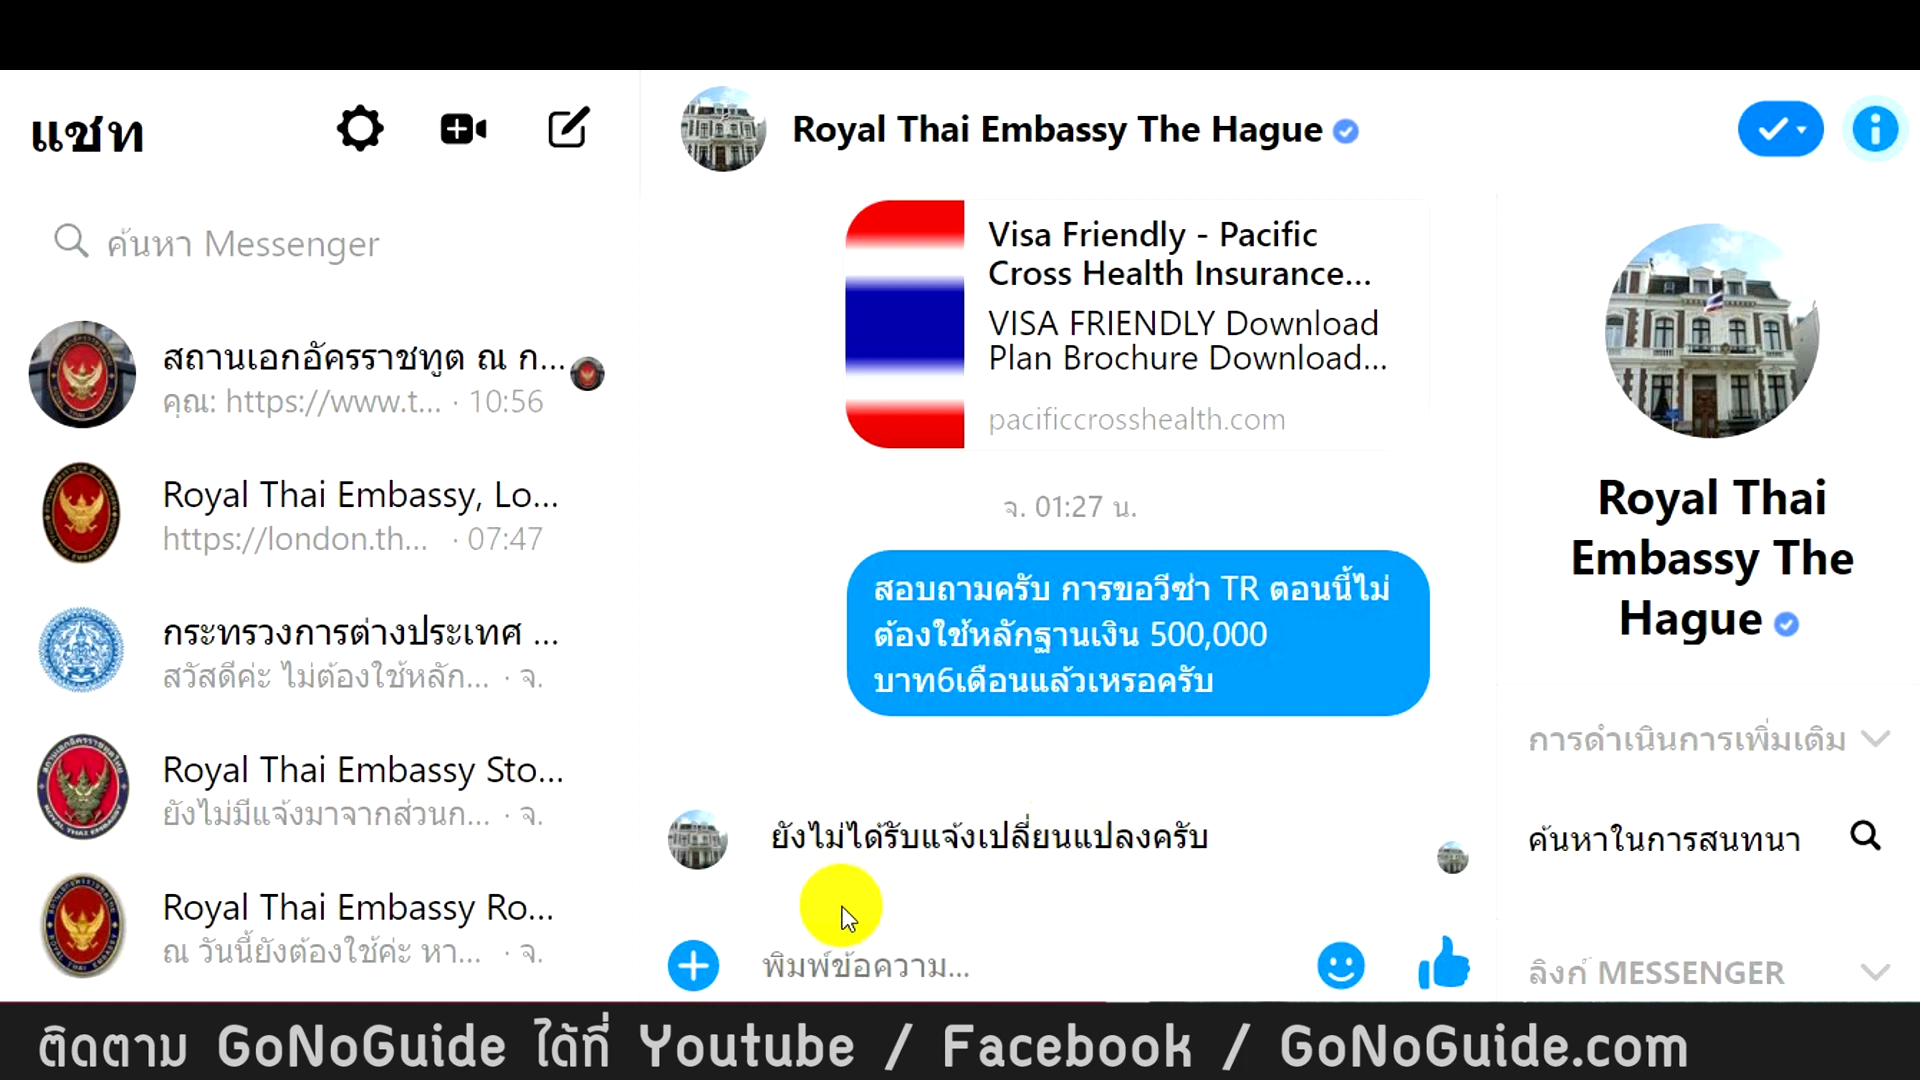 แชท
ค้นหา Messenger
สถานเอกอัครราชทูต ณ ก...
คุณ: https://www.t... · 10:56
Royal Thai Embassy, Lo...
https://london.th... · 07:47
กระทรวงการต่างประเทศ ...
สวัสดีค่ะ ไม่ต้องใช้หลัก... · จ.
Royal Thai Embassy Sto...
ยังไม่มีแจ้งมาจากส่วนก... · จ.
Royal Thai Embassy Ro...
ณ วันนี้ยังต้องใช้ค่ะ หา... · จ.
Royal Thai Embassy The Hague
Visa Friendly - Pacific
Cross Health Insurance...
VISA FRIENDLY Download
Plan Brochure Download...
pacificcrosshealth.com
จ. 01:27 น.
สอบถามครับ การขอวีซ่า TR ตอนนี้ไม่
ต้องใช้หลักฐานเงิน 500,000
บาท6เดือนแล้วเหรอครับ
ยังไม่ได้รับแจ้งเปลี่ยนแปลงครับ
พิมพ์ข้อความ...
Royal Thai
Embassy The
Hague
การดำเนินการเพิ่มเติม
ค้นหาในการสนทนา
ลิงก์ MESSENGER
ติดตาม GoNoGuide ได้ที่ Youtube / Facebook / GoNoGuide.com